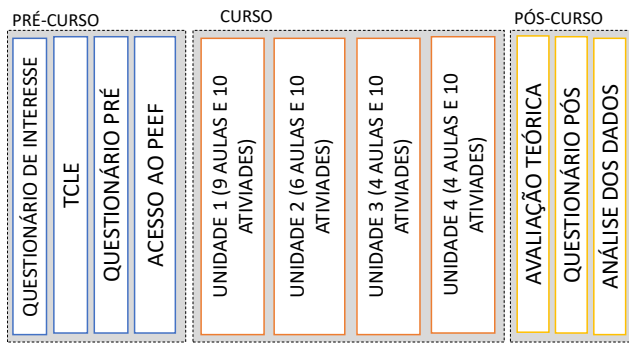 PRÉ-CURSO
QUESTIONÁRIO DE INTERESSE
TCLE
QUESTIONÁRIO PRÉ
ACESSO AO PEEF
CURSO
UNIDADE 1 (9 AULAS E 10
ATIVIADES)
UNIDADE 2 (6 AULAS E 10
ATIVIADES)
UNIDADE 3 (4 AULAS E 10
ATIVIADES)
UNIDADE 4 (4 AULAS E 10
ATIVIADES)
PÓS-CURSO
AVALIAÇÃO TEÓRICA
QUESTIONÁRIO PÓS
ANÁLISE DOS DADOS